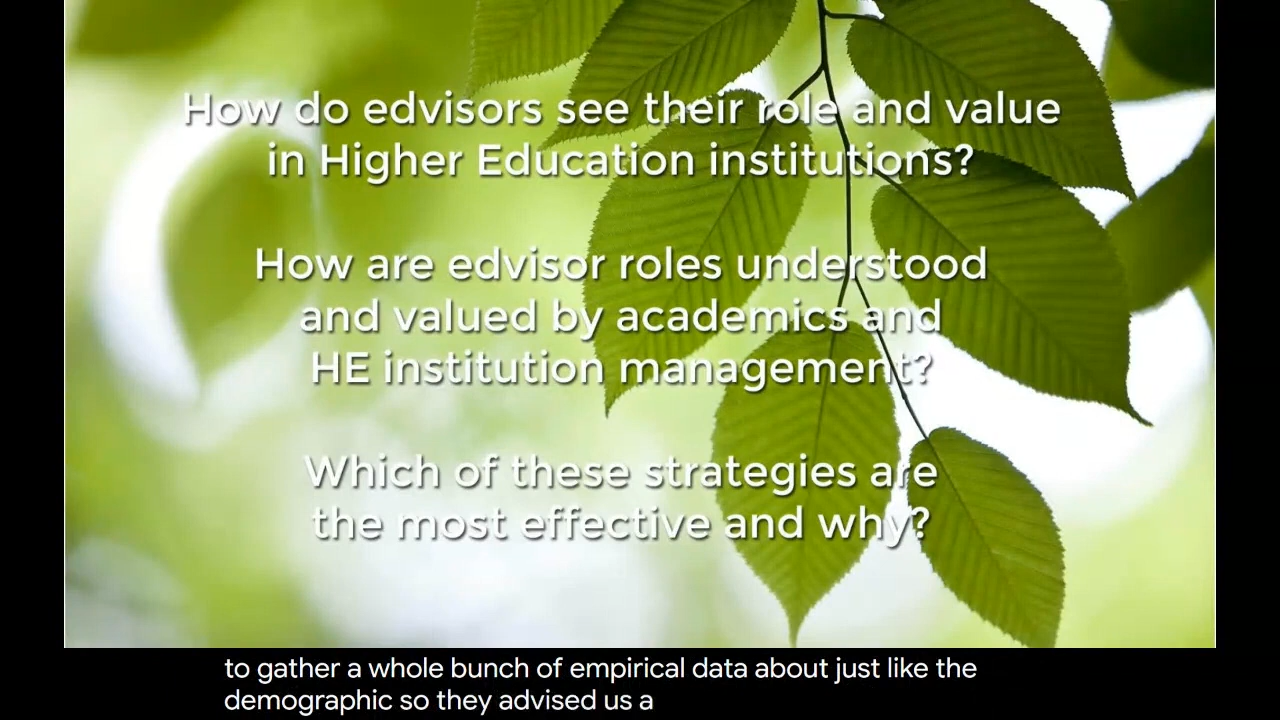 How do edvisors see their role and value
in Higher Education institutions?
How are edvisor roles understood
and valued by academics and
HE institution management?
Which of these strategies are
the most effective and why?
to gather a whole bunch of empirical data about just like the
demographic so they advised us a